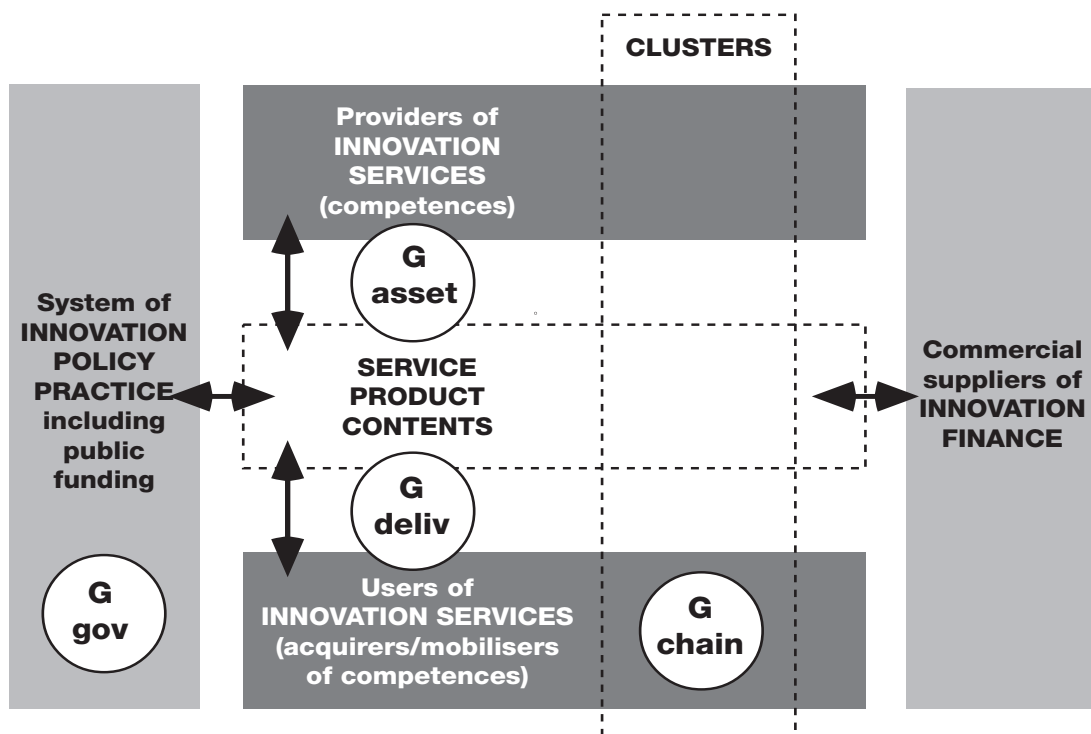 CLUSTERS
Providers of
INNOVATION
SERVICES
(competences)
G
asset
System of
INNOVATION
POLICY
PRACTICE
including
public
funding
SERVICE
PRODUCT
CONTENTS
Commercial
suppliers of
INNOVATION
FINANCE
G
deliv
G
gov
Users of
INNOVATION SERVICES
(acquirers/mobilisers
of competences)
G
chain